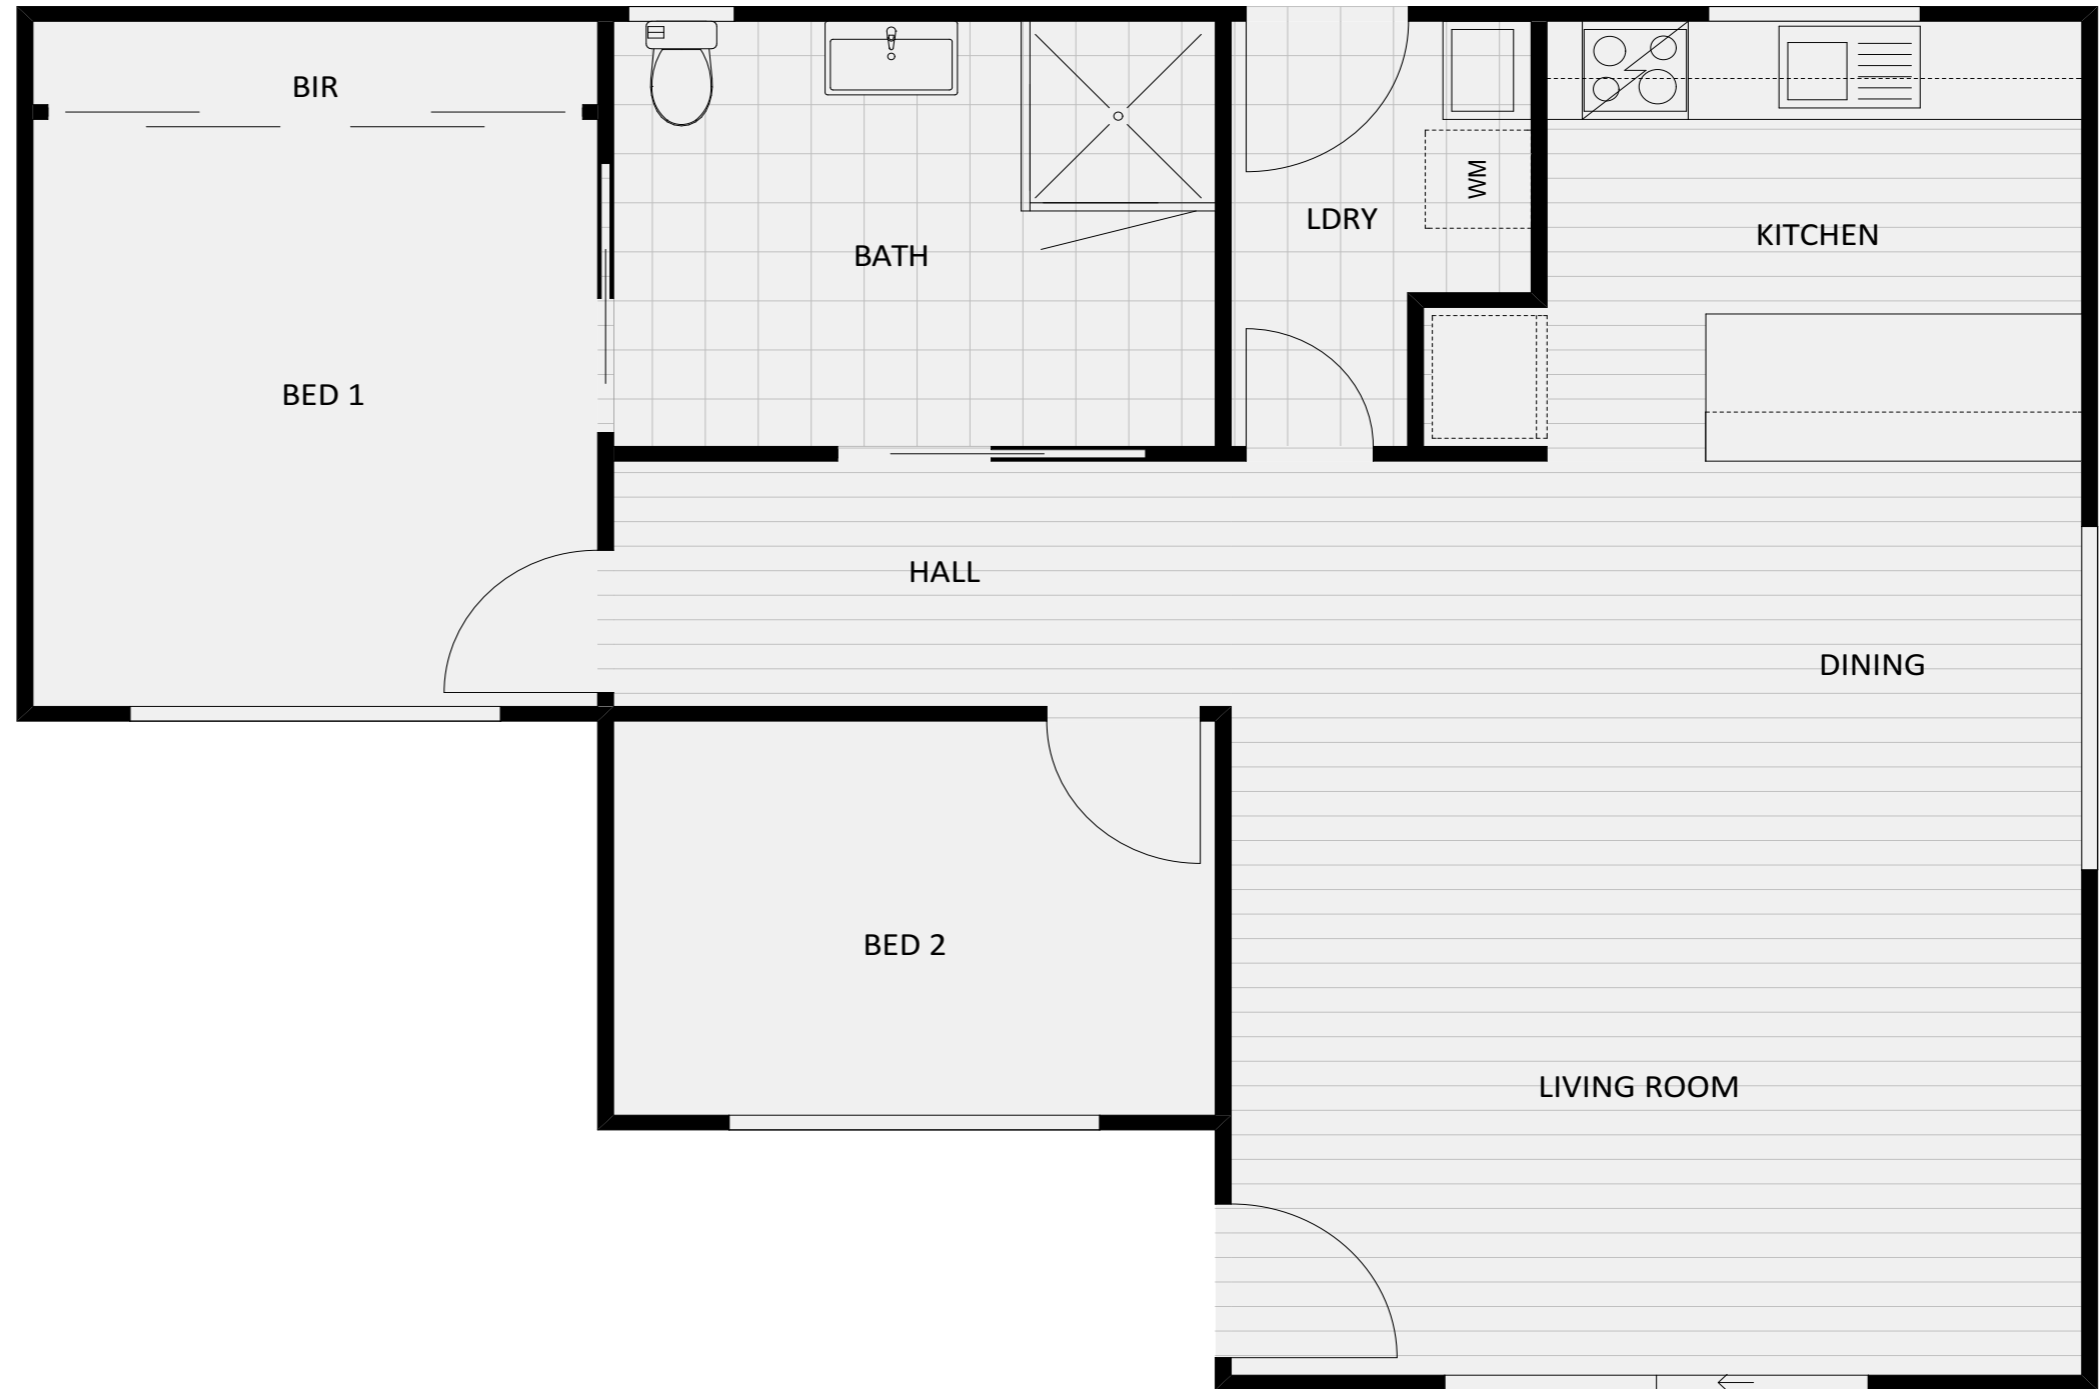 BIR
WM
LDRY
KITCHEN
BATH
BED 1
HALL
DINING
BED 2
LIVING ROOM